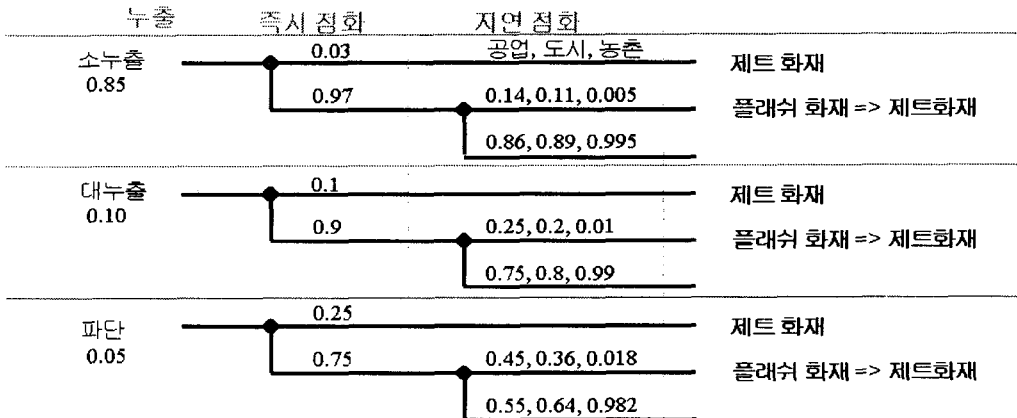 누출 즉시 점화 지연 점화
공업, 도시, 농촌
소누출 0.03 제트 화재
0.85
0.97 0.14, 0.11, 0.005 플래쉬 화재 => 제트화재
0.86, 0.89, 0.995
대누출 0.1 제트 화재
0.10
0.9 0.25, 0.2, 0.01 플래쉬 화재 => 제트화재
0.75, 0.8, 0.99
파단 0.25 제트 화재
0.05
0.75 0.45, 0.36, 0.018 플래쉬 화재 => 제트화재
0.55, 0.64, 0.982